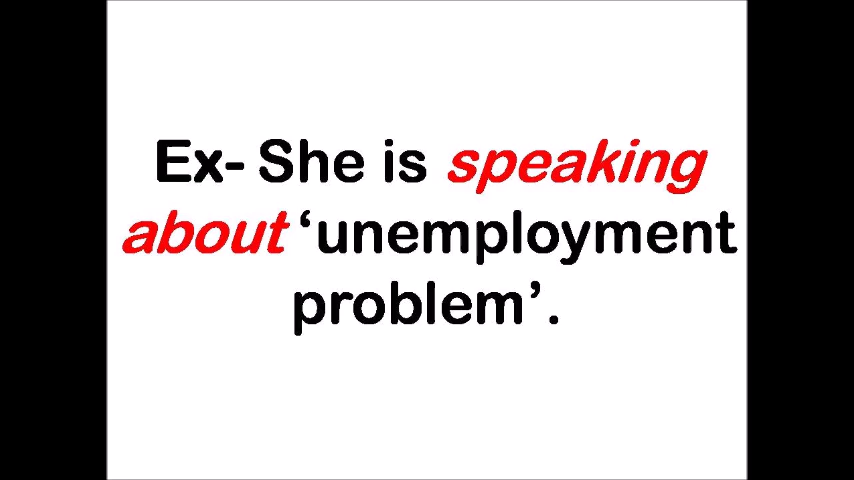 Ex- She is speaking
about ‘unemployment
problem’.